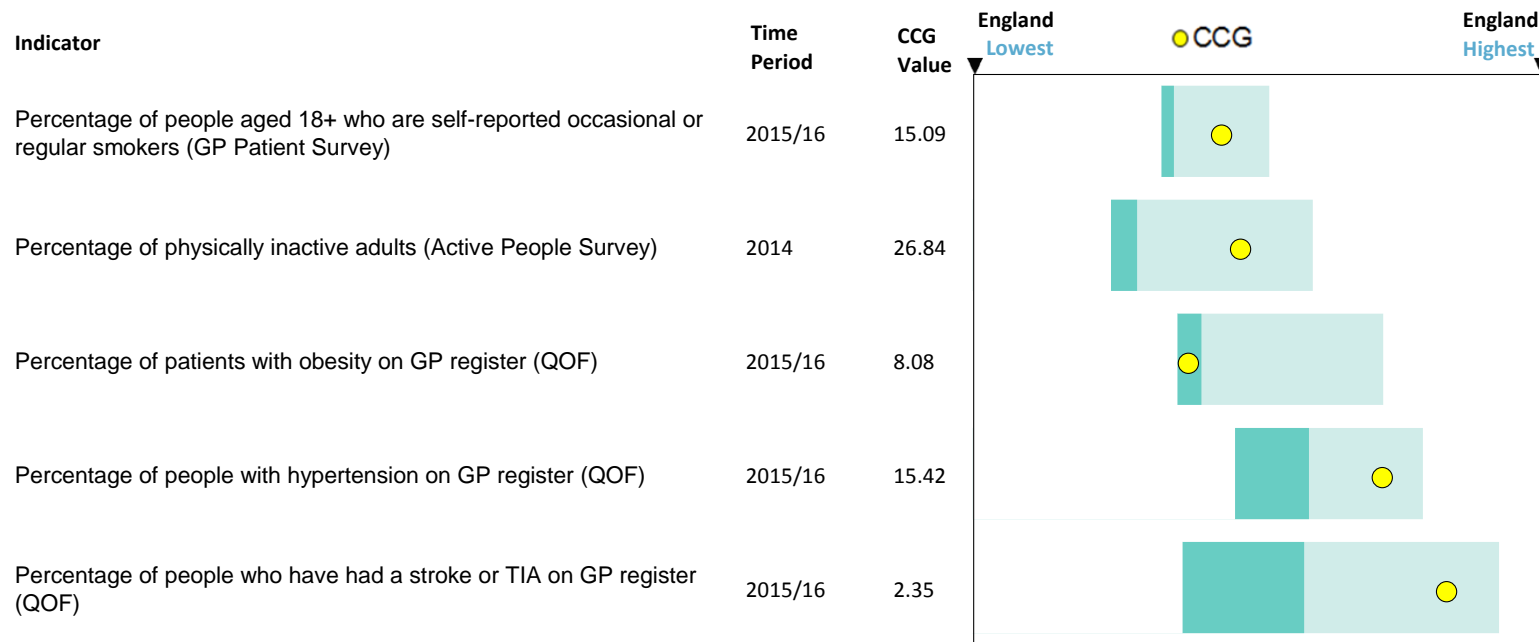 Indicator
Time Period
CCG Value
England Lowest
CCG
England Highest
Percentage of people aged 18+ who are self-reported occasional or
regular smokers (GP Patient Survey)
2015/16
15.09
Percentage of physically inactive adults (Active People Survey)
2014
26.84
Percentage of patients with obesity on GP register (QOF)
2015/16
8.08
Percentage of people with hypertension on GP register (QOF)
2015/16
15.42
Percentage of people who have had a stroke or TIA on GP register
(QOF)
2015/16
2.35